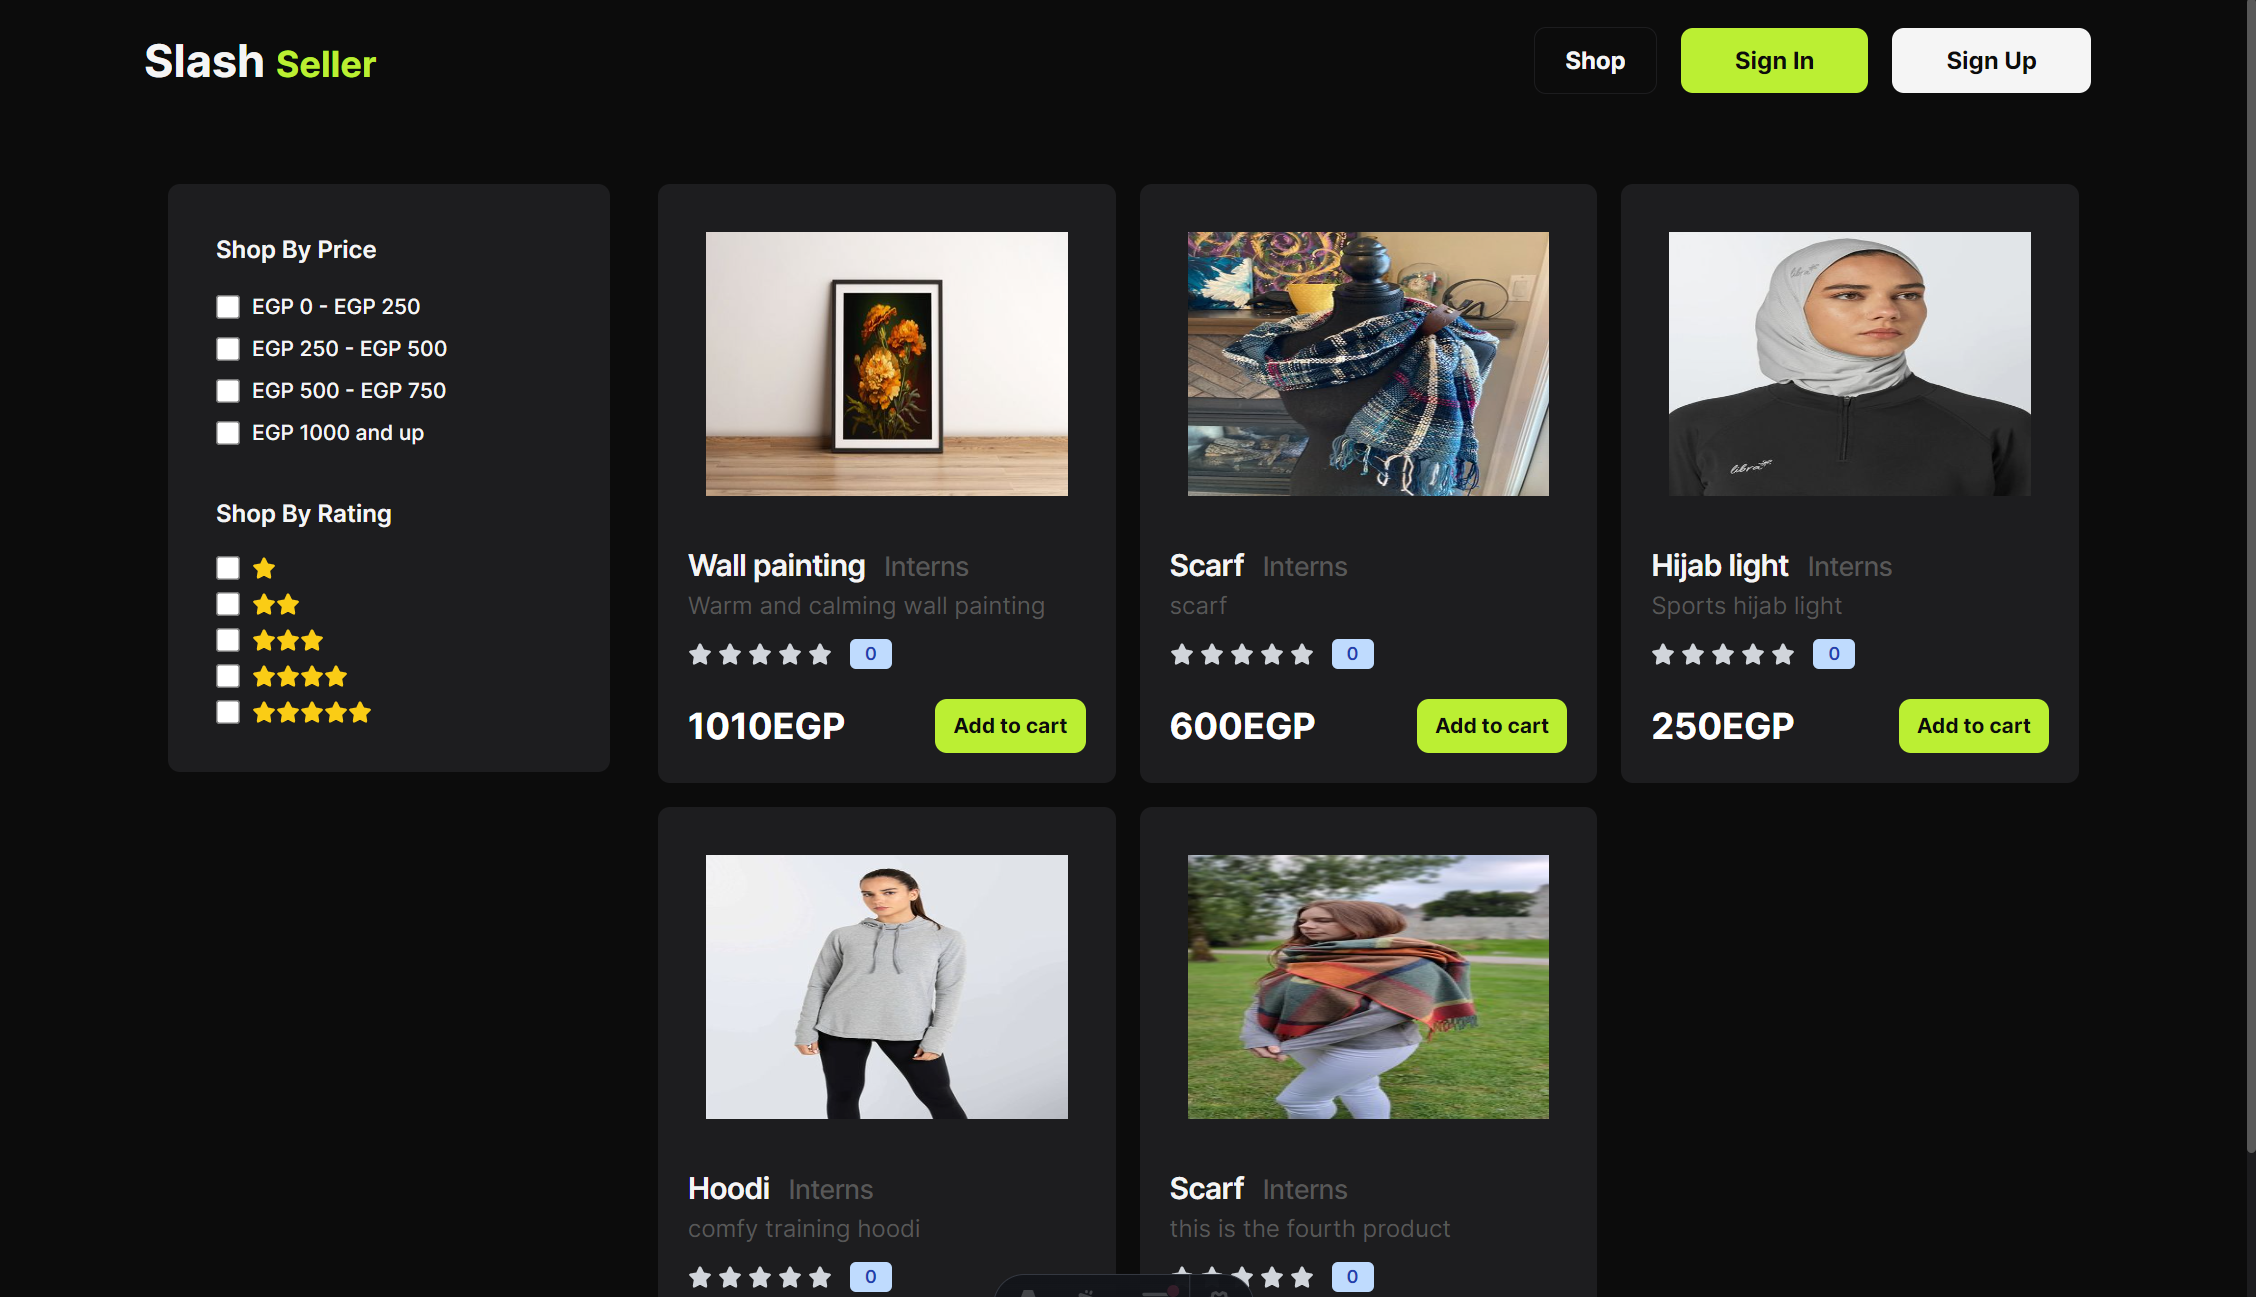 Slash Seller
Shop
Sign In
Sign Up
Shop By Price
EGP 0 - EGP 250
EGP 250 - EGP 500
EGP 500 - EGP 750
EGP 1000 and up
Shop By Rating
libra
libra
Wall painting Interns
Warm and calming wall painting
0
1010EGP
Add to cart
Scarf Interns
scarf
0
600EGP
Add to cart
Hijab light Interns
Sports hijab light
0
250EGP
Add to cart
Hoodi Interns
comfy training hoodi
0
Scarf Interns
this is the fourth product
0